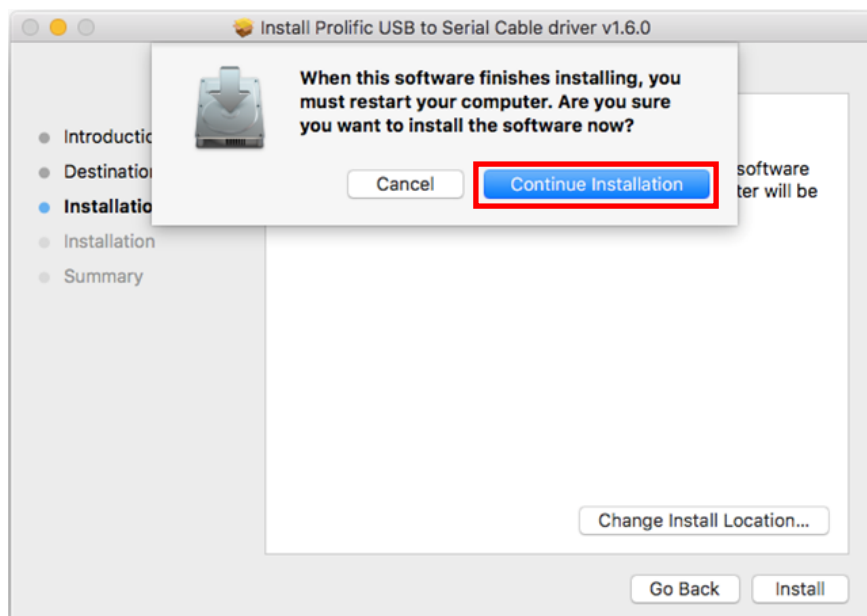 Install Prolific USB to Serial Cable driver v1.6.0
When this software finishes installing, you
must restart your computer. Are you sure
you want to install the software now?
Cancel
Continue Installation
Introductio
Destination
Installatio
Installation
Summary
software
ter will be
Change Install Location...
Go Back
Install